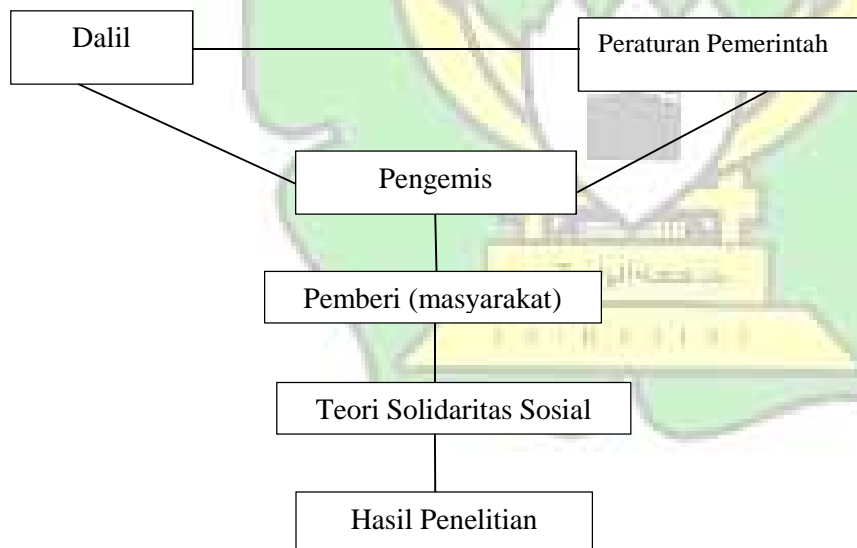 Dalil
Peraturan Pemerintah
Pengemis
Pemberi (masyarakat)
Teori Solidaritas Sosial
Hasil Penelitian